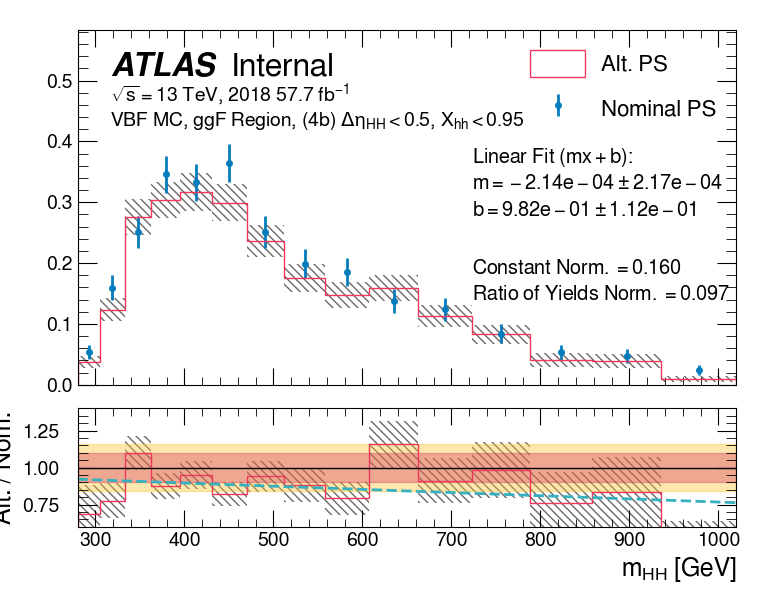 ATLAS Internal
√s = 13 TeV, 2018 57.7 fb⁻¹
VBF MC, ggF Region, (4b) Δη_HH < 0.5, X_hh < 0.95
Alt. PS
Nominal PS
Linear Fit (mx + b):
m = − 2.14e − 04 ± 2.17e − 04
b = 9.82e − 01 ± 1.12e − 01
Constant Norm. = 0.160
Ratio of Yields Norm. = 0.097
0.5
0.4
0.3
0.2
0.1
0.0
Alt. / Nom.
1.25
1.00
0.75
300 400 500 600 700 800 900 1000
m_HH [GeV]